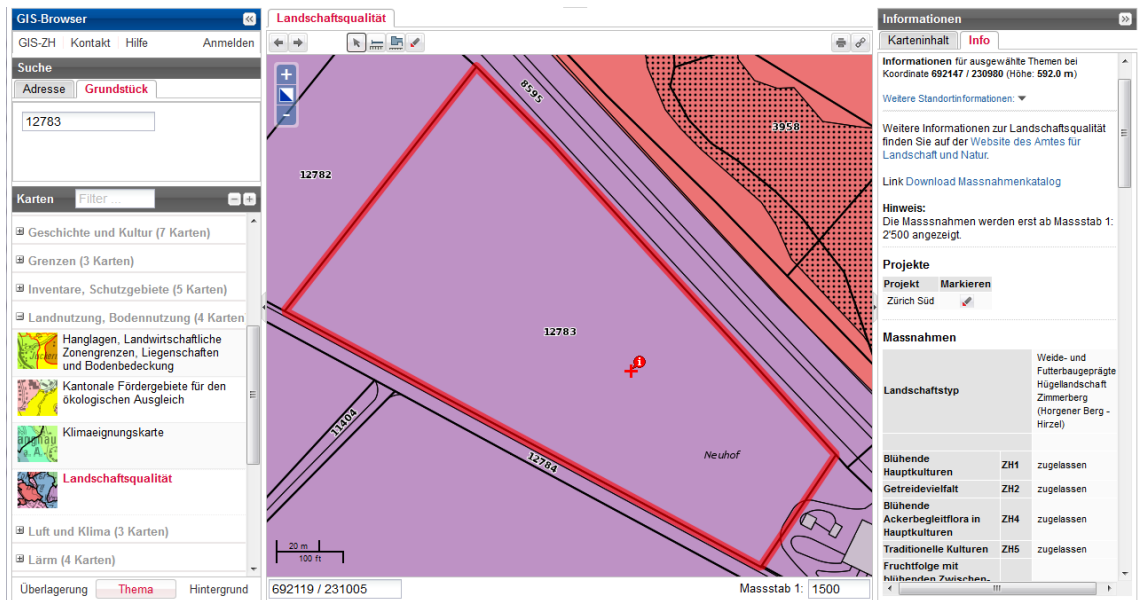 GIS-Browser
GIS-ZH Kontakt Hilfe Anmelden
Suche
Adresse Grundstück
12783
Karten Filter ...
Geschichte und Kultur (7 Karten)
Grenzen (3 Karten)
Inventare, Schutzgebiete (5 Karten)
Landnutzung, Bodennutzung (4 Karten
Hanglagen, Landwirtschaftliche
Zonengrenzen, Liegenschaften
und Bodenbedeckung
Kantonale Fördergebiete für den
ökologischen Ausgleich
Klimaeignungskarte
Landschaftsqualität
Luft und Klima (3 Karten)
Lärm (4 Karten)
Überlagerung Thema Hintergrund
Landschaftsqualität
8595
3958
12782
12783
11404
12784
Neuhof
20 m
100 ft
692119 / 231005
Massstab 1: 1500
Informationen
Karteninhalt Info
Informationen für ausgewählte Themen bei
Koordinate 692147 / 230980 (Höhe: 592.0 m)
Weitere Standortinformationen:
Weitere Informationen zur Landschaftsqualität
finden Sie auf der Website des Amtes für
Landschaft und Natur.
Link Download Massnahmenkatalog
Hinweis:
Die Masssnahmen werden erst ab Massstab 1:
2'500 angezeigt.
Projekte
Projekt Markieren
Zürich Süd
Massnahmen
Landschaftstyp
Weide- und
Futterbaugeprägte
Hügellandschaft
Zimmerberg
(Horgener Berg -
Hirzel)
Blühende
Hauptkulturen ZH1 zugelassen
Getreidevielfalt ZH2 zugelassen
Blühende
Ackerbegleitflora in ZH4 zugelassen
Hauptkulturen
Traditionelle Kulturen ZH5 zugelassen
Fruchtfolge mit
blühenden Zwischen-